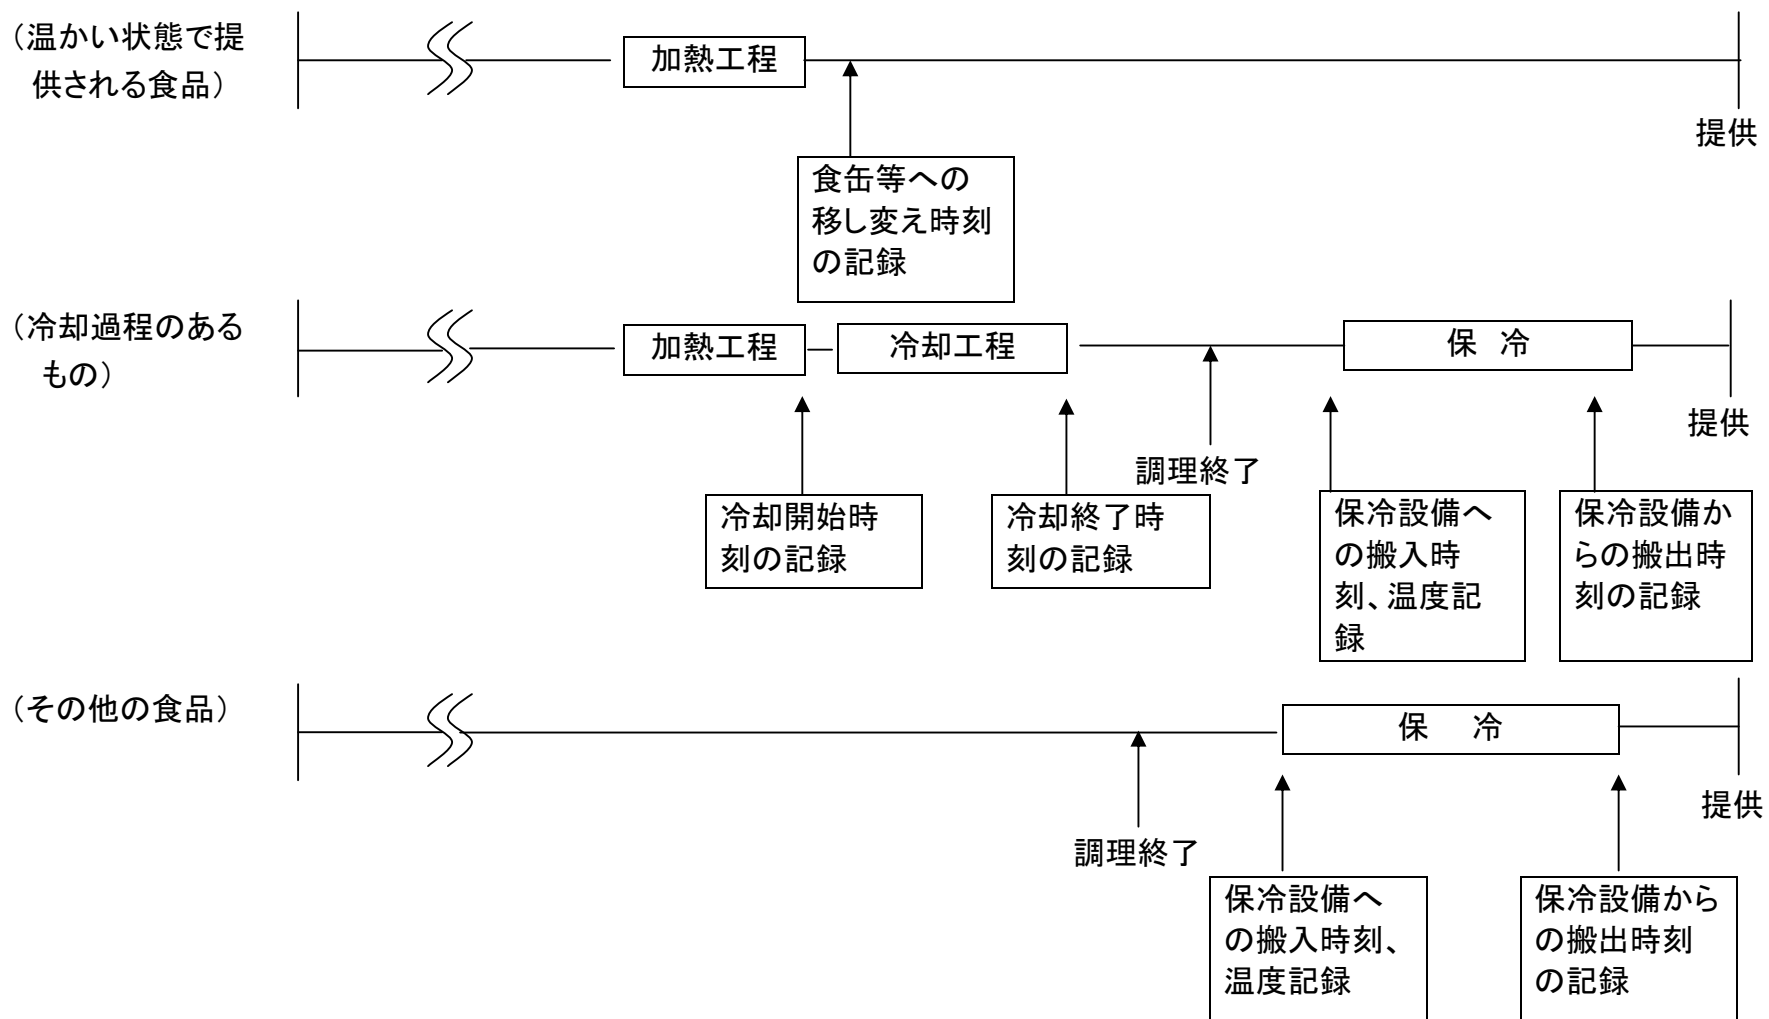 （温かい状態で提
供される食品）
加熱工程
提供
食缶等への
移し変え時刻
の記録
（冷却過程のある
もの）
加熱工程
冷却工程
保 冷
提供
調理終了
冷却開始時
刻の記録
冷却終了時
刻の記録
保冷設備へ
の搬入時
刻、温度記
録
保冷設備か
らの搬出時
刻の記録
（その他の食品）
保 冷
提供
調理終了
保冷設備へ
の搬入時刻、
温度記録
保冷設備から
の搬出時刻
の記録